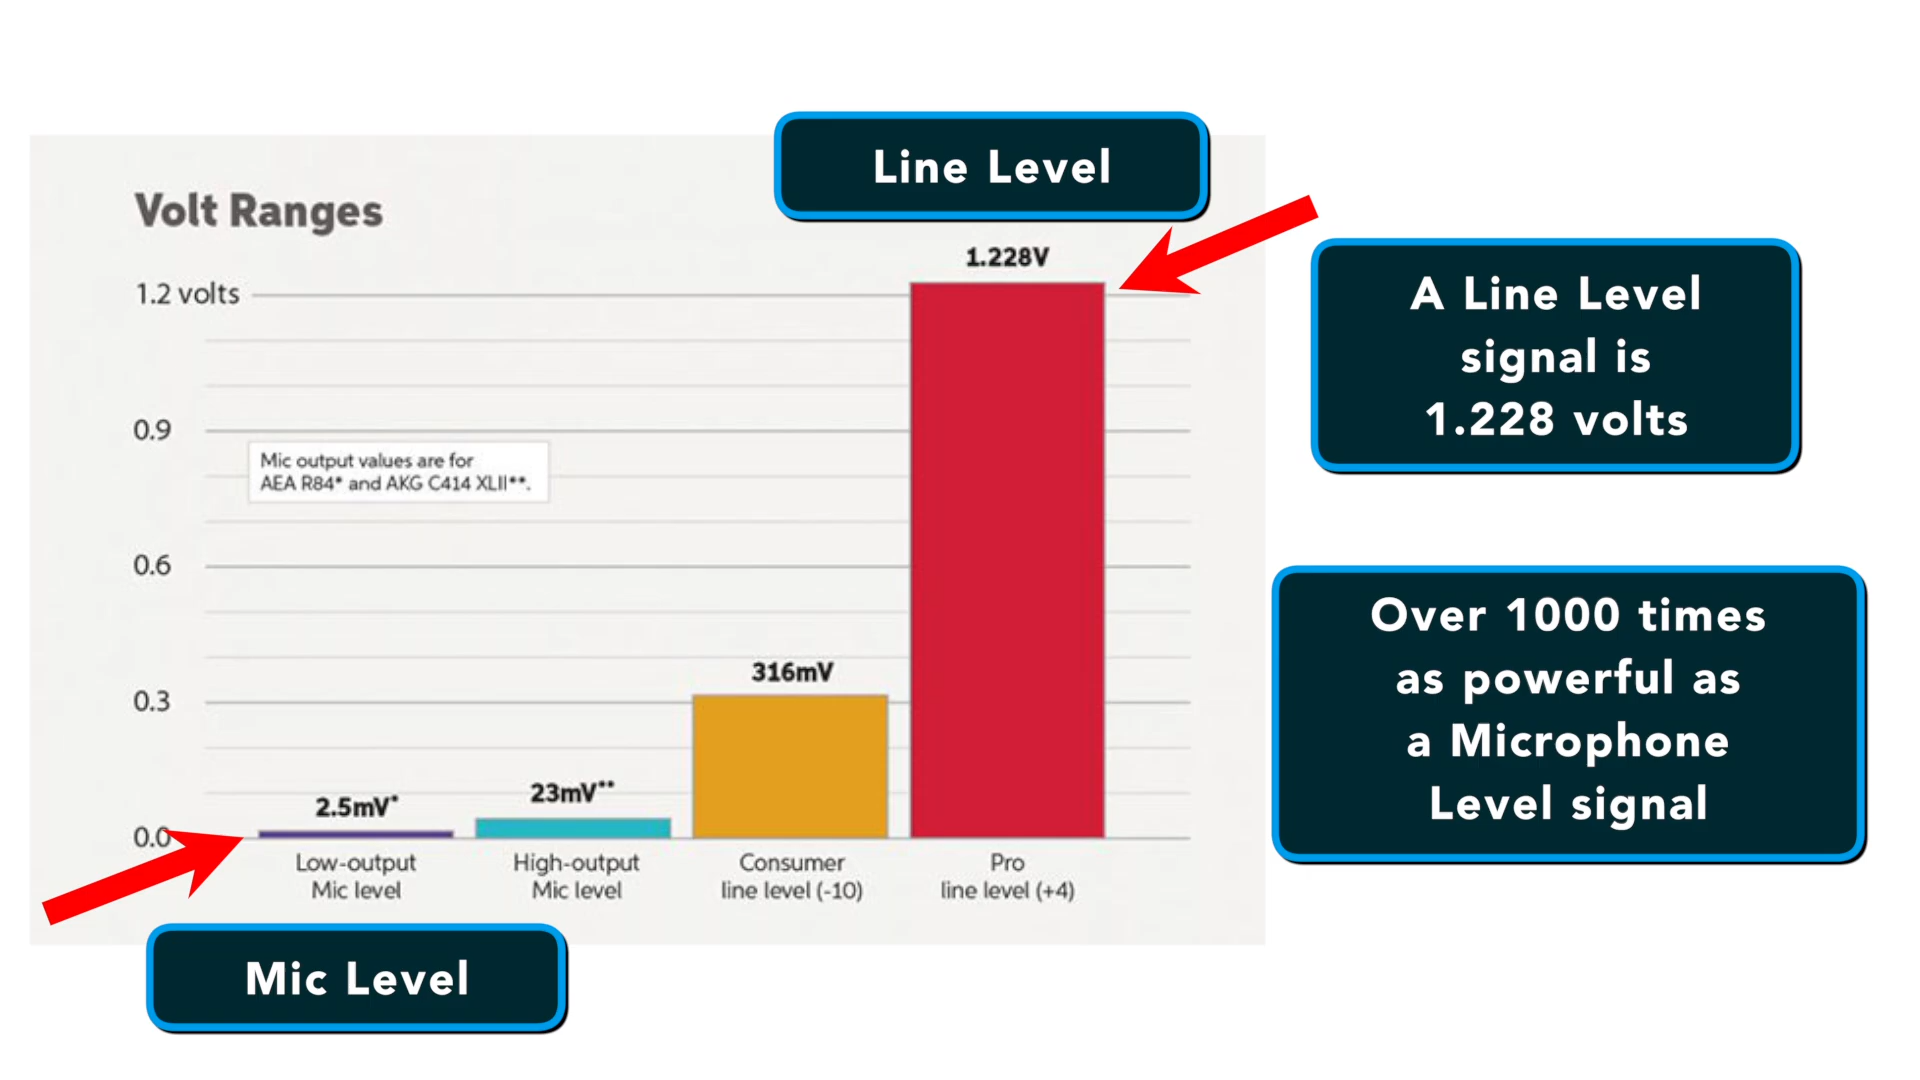 Line Level
Volt Ranges
1.228V
1.2 volts
A Line Level
signal is
1.228 volts
0.9
Mic output values are for
AEA R84* and AKG C414 XLII**.
0.6
Over 1000 times
as powerful as
a Microphone
Level signal
316mV
0.3
23mV**
2.5mV*
0.0
Low-output
Mic level
High-output
Mic level
Consumer
line level (-10)
Pro
line level (+4)
Mic Level